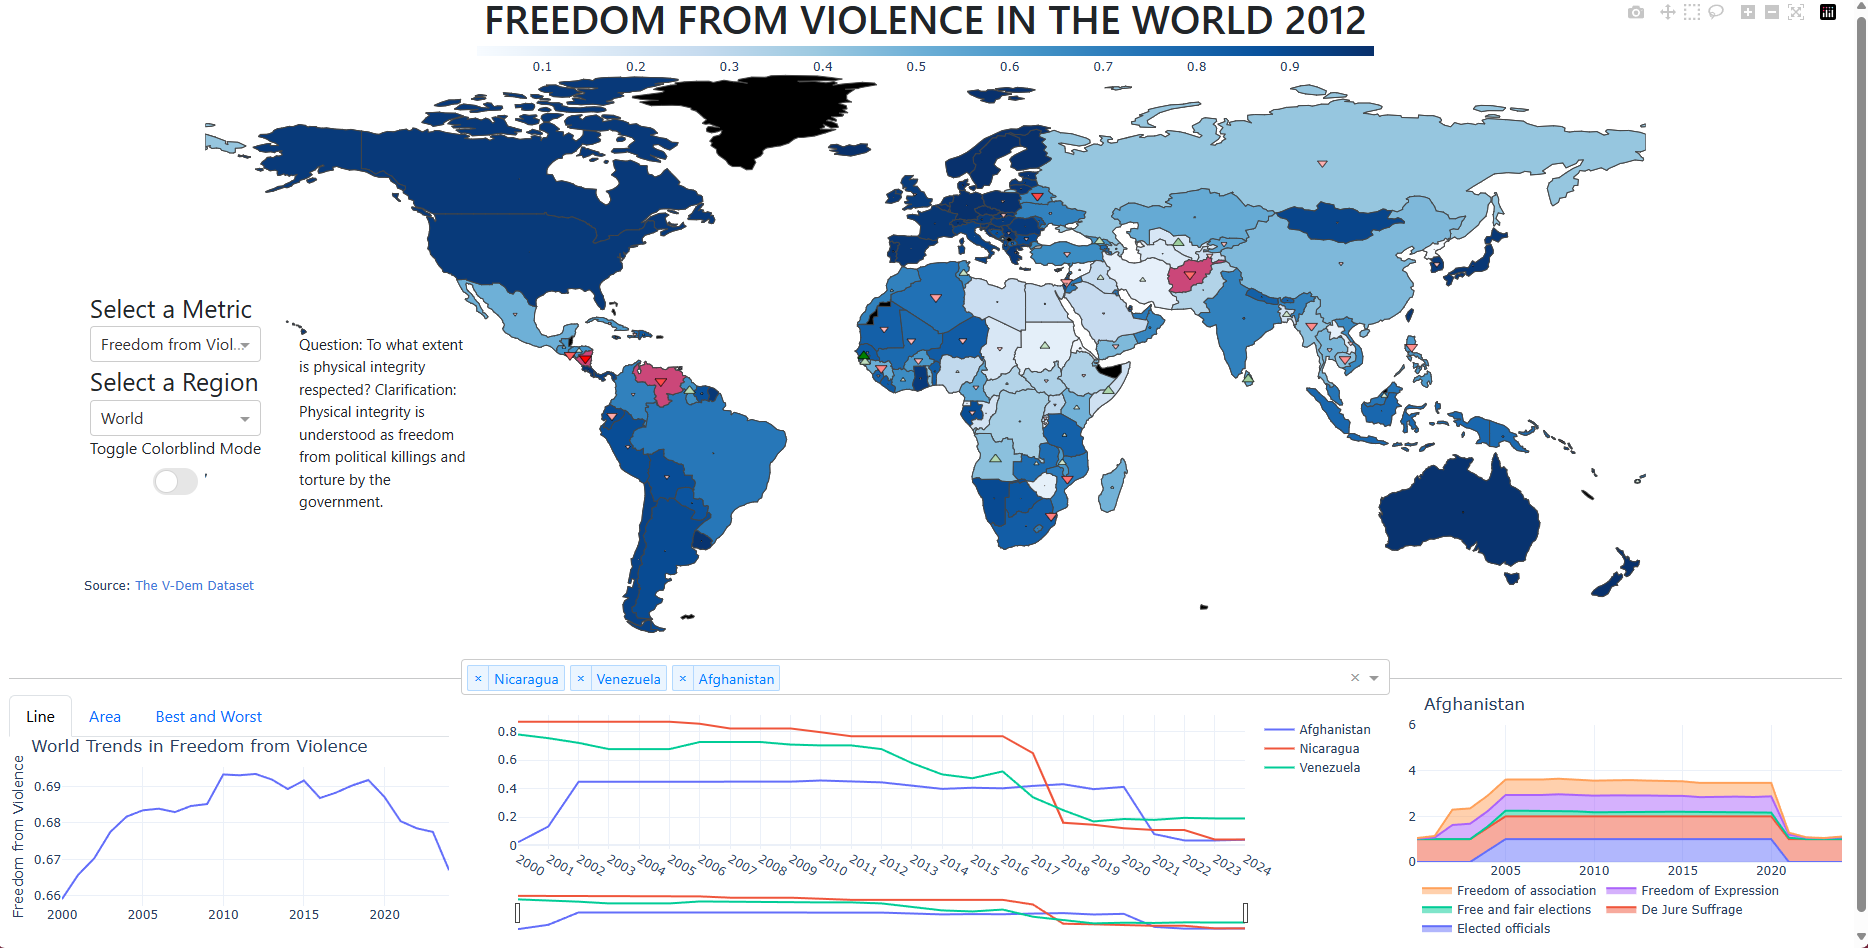 FREEDOM FROM VIOLENCE IN THE WORLD 2012
0.1 0.2 0.3 0.4 0.5 0.6 0.7 0.8 0.9
Select a Metric
Freedom from Viol...
Select a Region
World
Toggle Colorblind Mode
,
Question: To what extent
is physical integrity
respected? Clarification:
Physical integrity is
understood as freedom
from political killings and
torture by the
government.
Source: The V-Dem Dataset
× Nicaragua × Venezuela × Afghanistan
Line Area Best and Worst
World Trends in Freedom from Violence
Freedom from Violence
0.69
0.68
0.67
0.66
2000 2005 2010 2015 2020
0.8
0.6
0.4
0.2
0
2000 2001 2002 2003 2004 2005 2006 2007 2008 2009 2010 2011 2012 2013 2014 2015 2016 2017 2018 2019 2020 2021 2022 2023 2024
Afghanistan
Nicaragua
Venezuela
Afghanistan
6
4
2
0
2005 2010 2015 2020
Freedom of association Freedom of Expression
Free and fair elections De Jure Suffrage
Elected officials